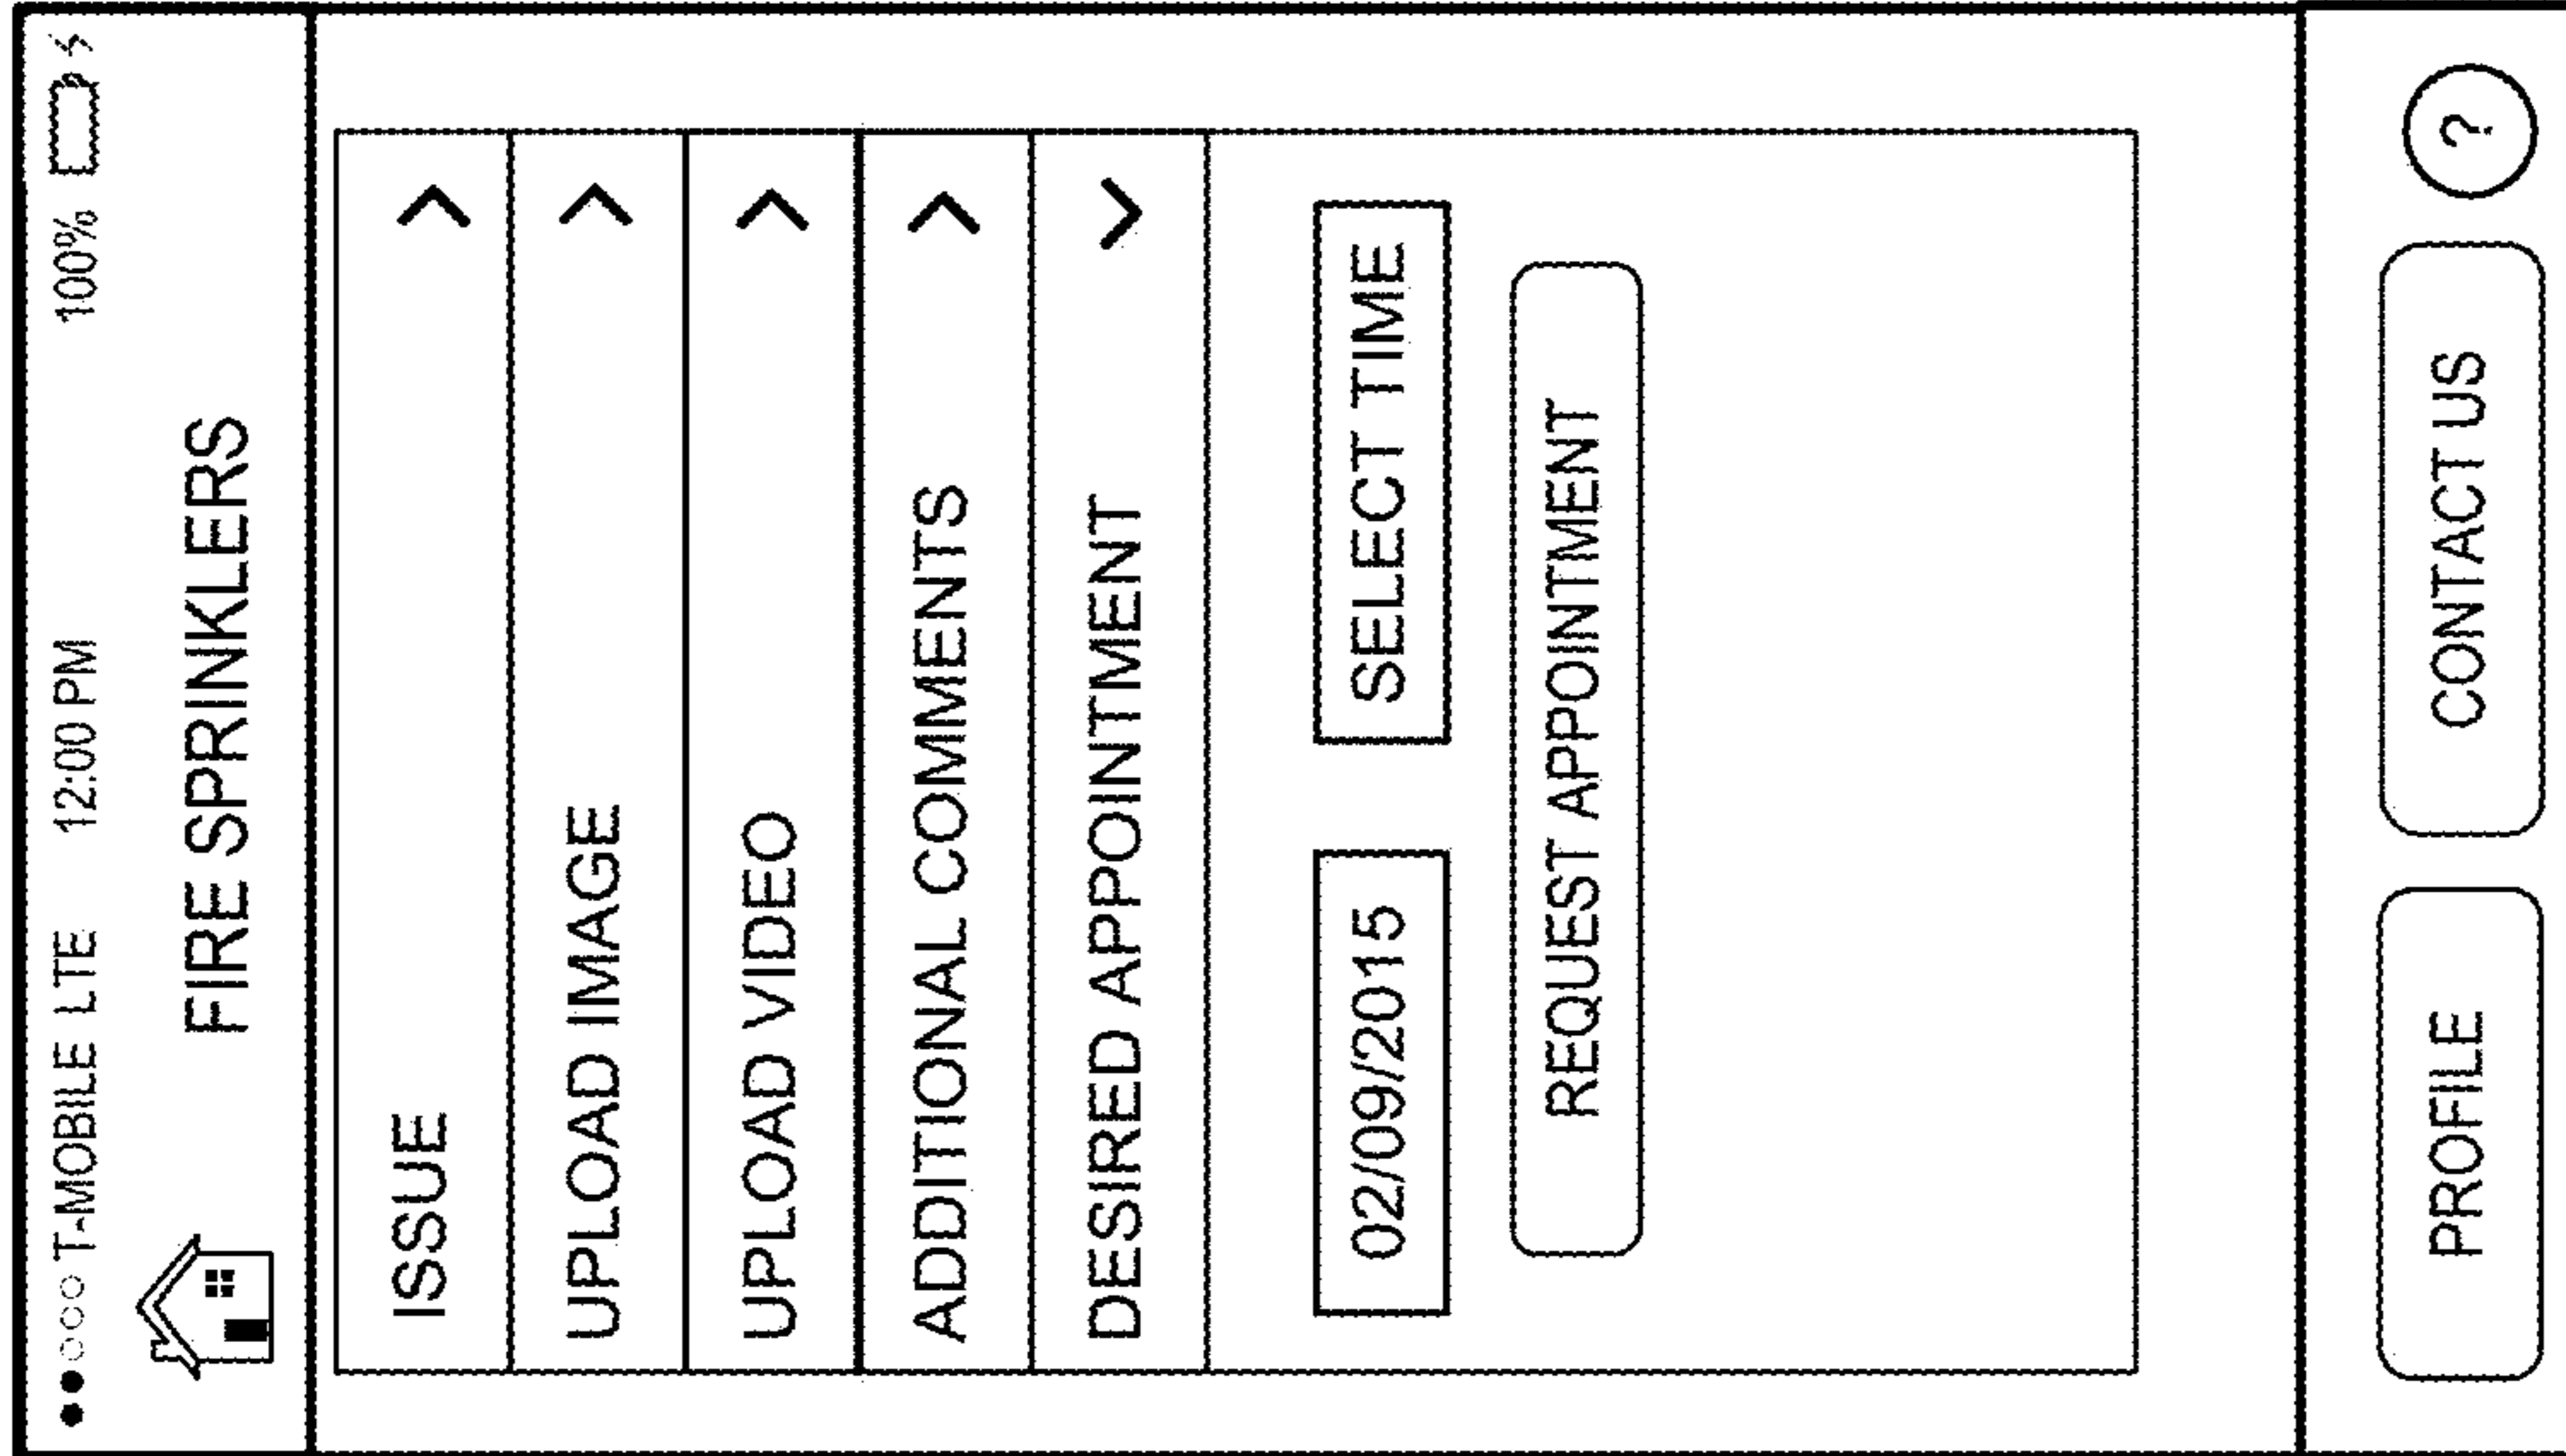 T-MOBILE LTE 12:00 PM 100%
FIRE SPRINKLERS
ISSUE
UPLOAD IMAGE
UPLOAD VIDEO
ADDITIONAL COMMENTS
DESIRED APPOINTMENT
02/09/2015 SELECT TIME
REQUEST APPOINTMENT
PROFILE CONTACT US ?